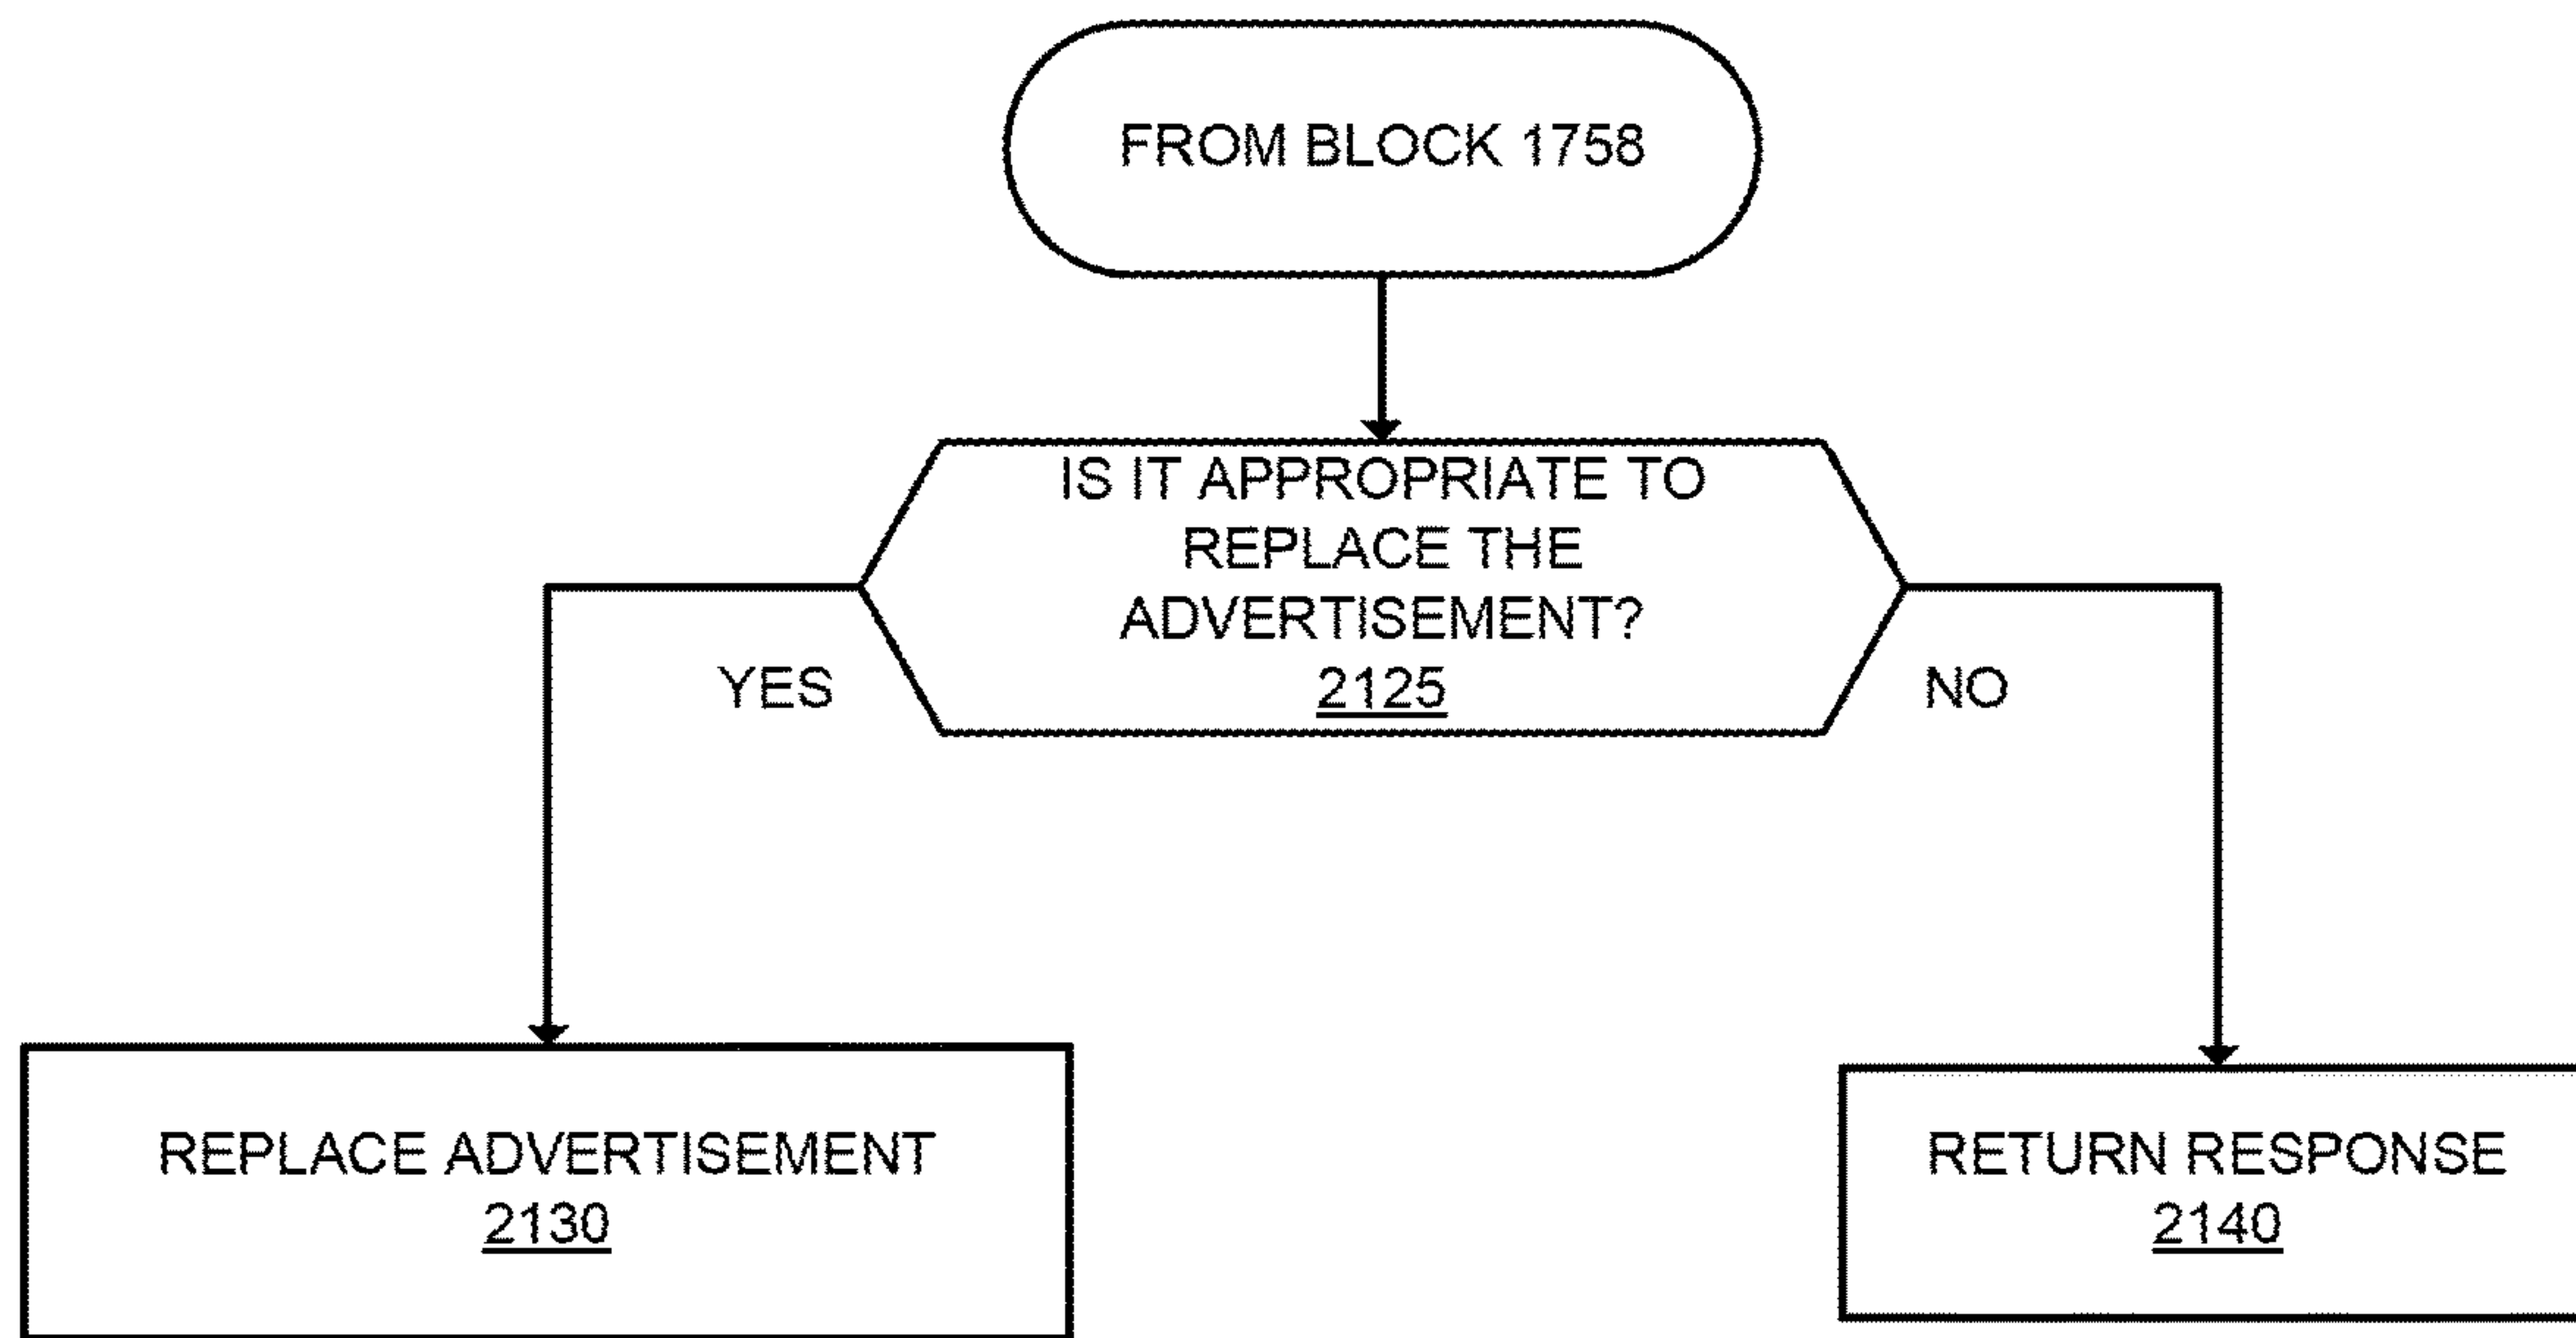 FROM BLOCK 1758
IS IT APPROPRIATE TO
REPLACE THE
ADVERTISEMENT?
2125
YES
NO
REPLACE ADVERTISEMENT
2130
RETURN RESPONSE
2140